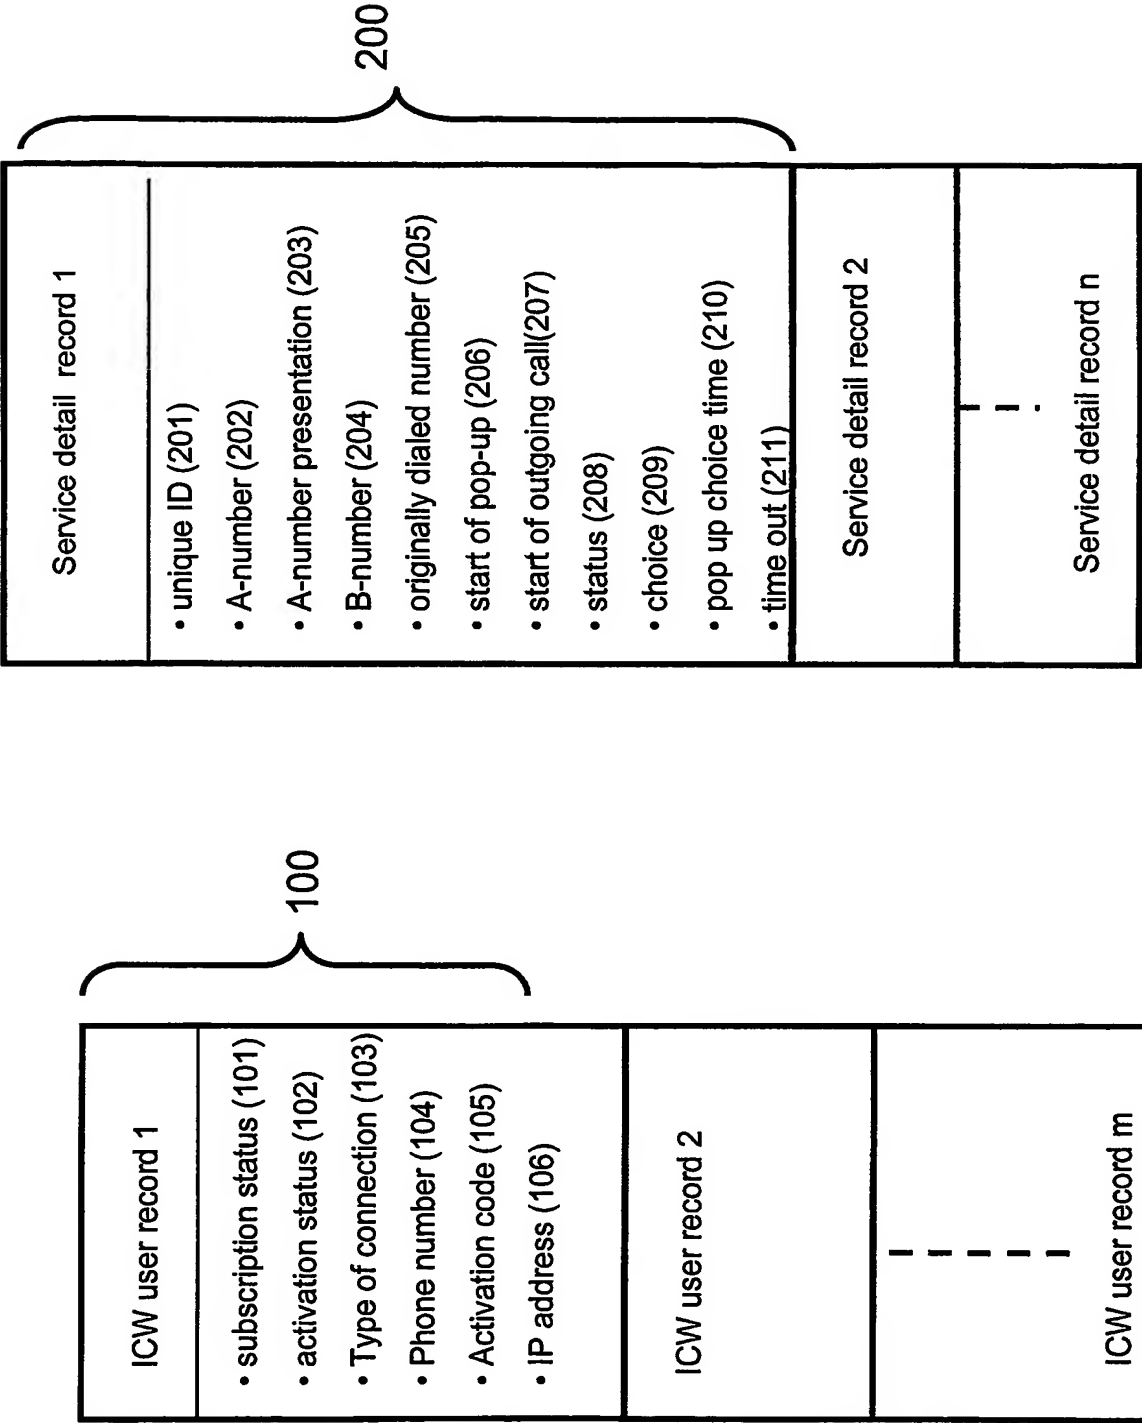 ICW user record 1
• subscription status (101)
• activation status (102)
• Type of connection (103)
• Phone number (104)
• Activation code (105)
• IP address (106)
ICW user record 2
ICW user record m
100
Service detail record 1
• unique ID (201)
• A-number (202)
• A-number presentation (203)
• B-number (204)
• originally dialed number (205)
• start of pop-up (206)
• start of outgoing call(207)
• status (208)
• choice (209)
• pop up choice time (210)
• time out (211)
Service detail record 2
Service detail record n
200